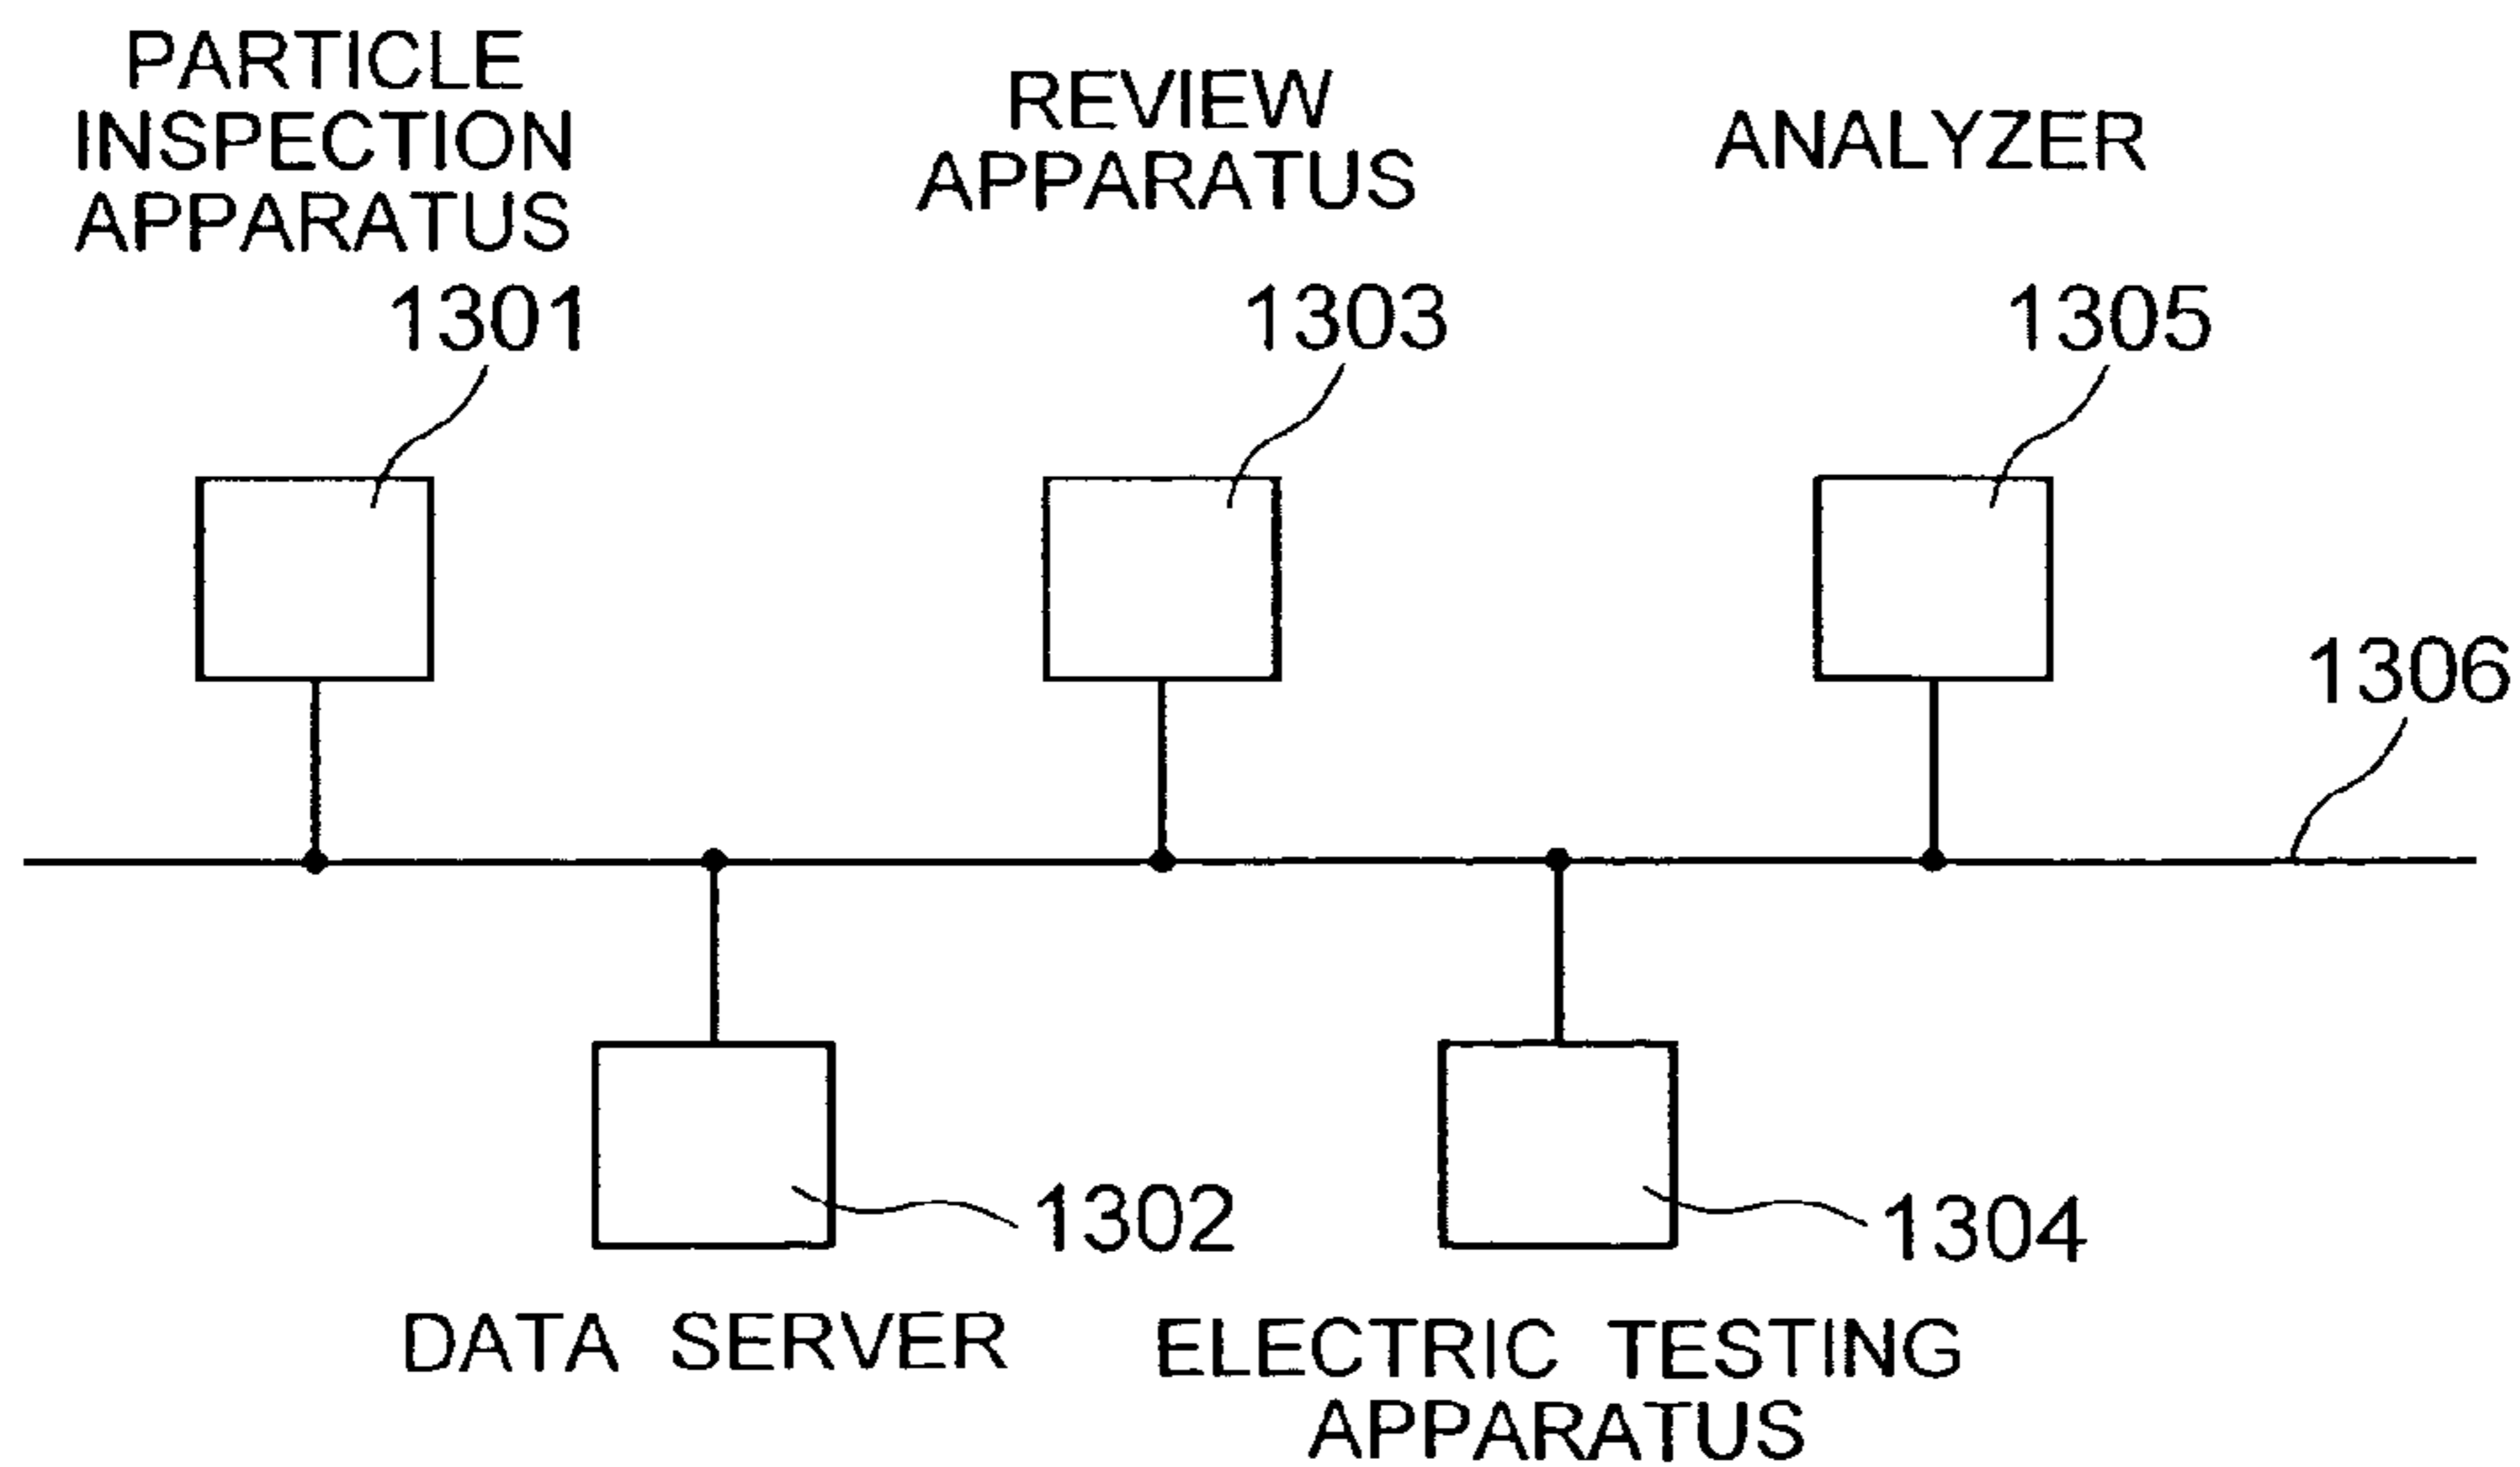 PARTICLE
INSPECTION
APPARATUS
1301
REVIEW
APPARATUS
1303
ANALYZER
1305
1306
1302
DATA SERVER
1304
ELECTRIC TESTING
APPARATUS